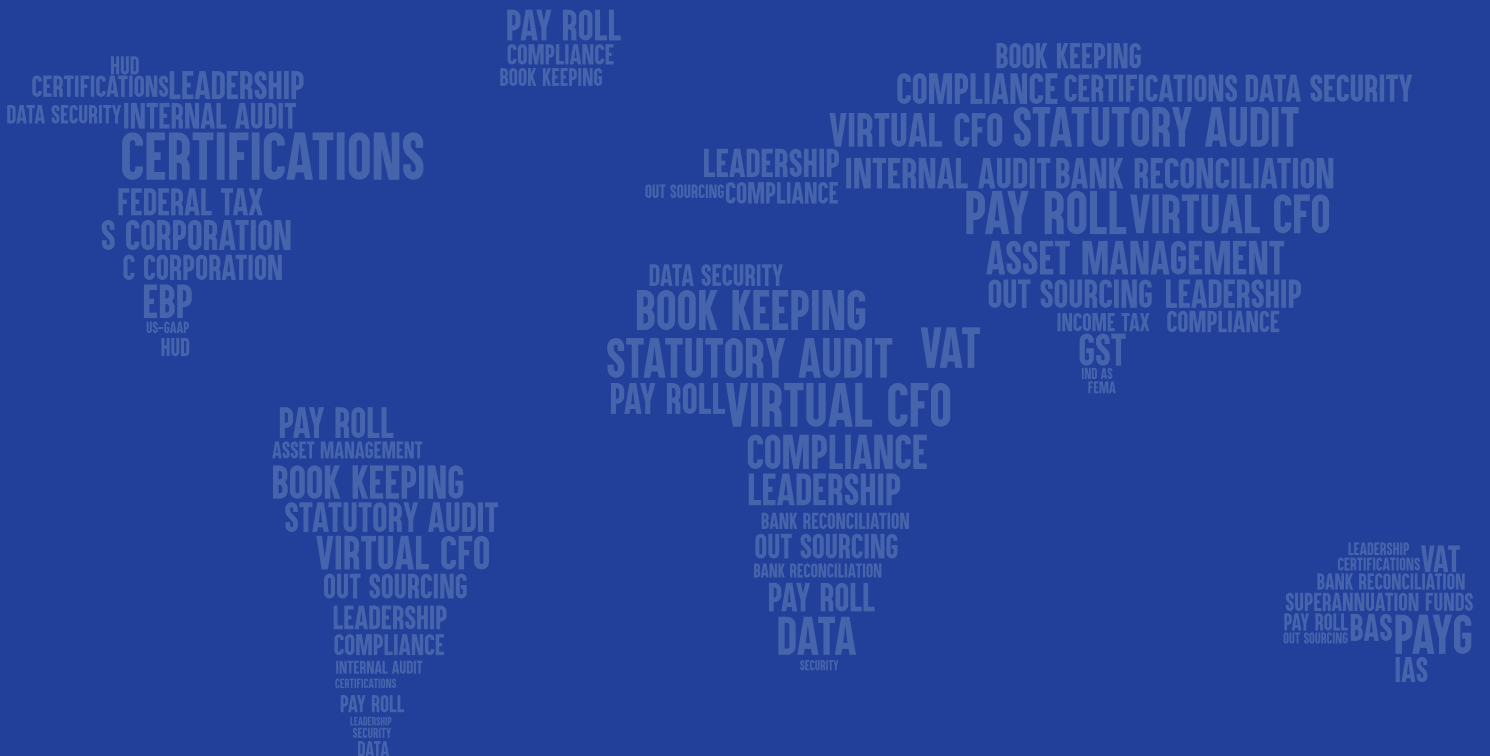 HUD
CERTIFICATIONS LEADERSHIP
DATA SECURITY INTERNAL AUDIT
CERTIFICATIONS
FEDERAL TAX
S CORPORATION
C CORPORATION
EBP
US-GAAP
HUD
PAY ROLL
COMPLIANCE
BOOK KEEPING
PAY ROLL
ASSET MANAGEMENT
BOOK KEEPING
STATUTORY AUDIT
VIRTUAL CFO
OUT SOURCING
LEADERSHIP
COMPLIANCE
INTERNAL AUDIT
CERTIFICATIONS
PAY ROLL
LEADERSHIP
SECURITY
DATA
BOOK KEEPING
COMPLIANCE CERTIFICATIONS DATA SECURITY
VIRTUAL CFO STATUTORY AUDIT
LEADERSHIP INTERNAL AUDIT BANK RECONCILIATION
OUT SOURCING COMPLIANCE
PAY ROLL VIRTUAL CFO
ASSET MANAGEMENT
OUT SOURCING LEADERSHIP
INCOME TAX COMPLIANCE
GST
IND AS
FEMA
DATA SECURITY
BOOK KEEPING
STATUTORY AUDIT VAT
PAY ROLL VIRTUAL CFO
COMPLIANCE
LEADERSHIP
BANK RECONCILIATION
OUT SOURCING
BANK RECONCILIATION
PAY ROLL
DATA
SECURITY
LEADERSHIP
CERTIFICATIONS VAT
BANK RECONCILIATION
SUPERANNUATION FUNDS
PAY ROLL BAS PAYG
OUT SOURCING
IAS